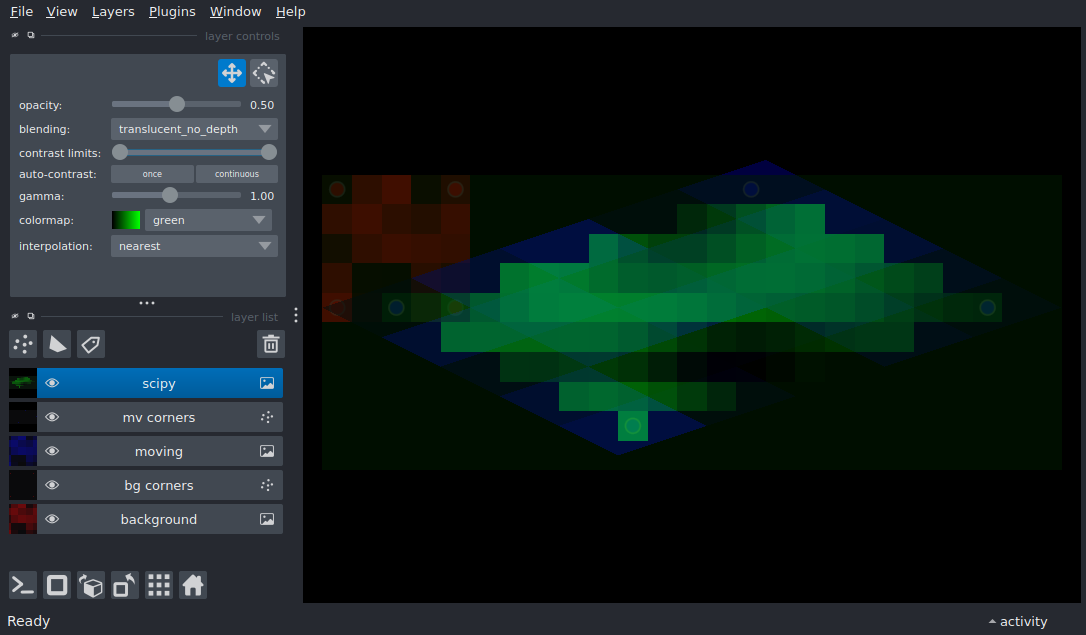 File View Layers Plugins Window Help
layer controls
opacity: 0.50
blending: translucent_no_depth
contrast limits:
auto-contrast: once continuous
gamma: 1.00
colormap: green
interpolation: nearest
layer list
scipy
mv corners
moving
bg corners
background
Ready activity